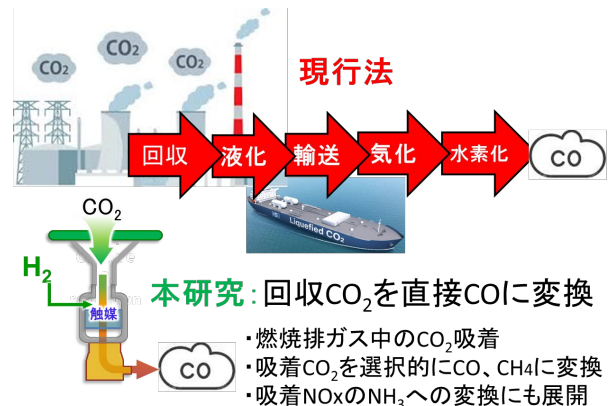 CO₂
CO₂
CO₂
現行法
回収 液化 輸送 気化 水素化 CO
Liquefied CO₂
CO₂
H₂
触媒
CO
本研究：回収CO₂を直接COに変換
・燃焼排ガス中のCO₂吸着
・吸着CO₂を選択的にCO、CH₄に変換
・吸着NOxのNH₃への変換にも展開